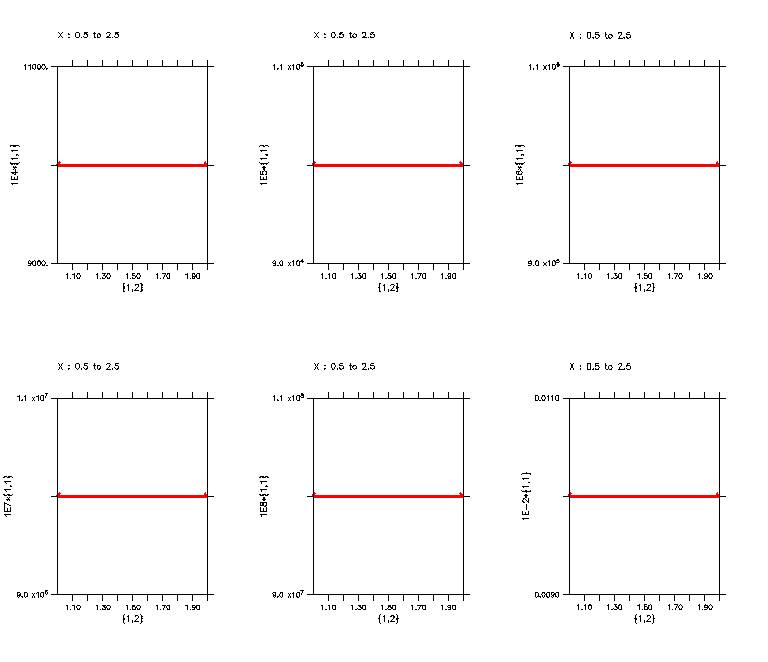 X : 0.5 to 2.5
11000.
1E4*{1,1}
9000.
1.10 1.30 1.50 1.70 1.90
{1,2}
X : 0.5 to 2.5
1.1 x10⁵
1E5*{1,1}
9.0 x10⁴
1.10 1.30 1.50 1.70 1.90
{1,2}
X : 0.5 to 2.5
1.1 x10⁶
1E6*{1,1}
9.0 x10⁵
1.10 1.30 1.50 1.70 1.90
{1,2}
X : 0.5 to 2.5
1.1 x10⁷
1E7*{1,1}
9.0 x10⁶
1.10 1.30 1.50 1.70 1.90
{1,2}
X : 0.5 to 2.5
1.1 x10⁸
1E8*{1,1}
9.0 x10⁷
1.10 1.30 1.50 1.70 1.90
{1,2}
X : 0.5 to 2.5
0.0110
1E-2*{1,1}
0.0090
1.10 1.30 1.50 1.70 1.90
{1,2}